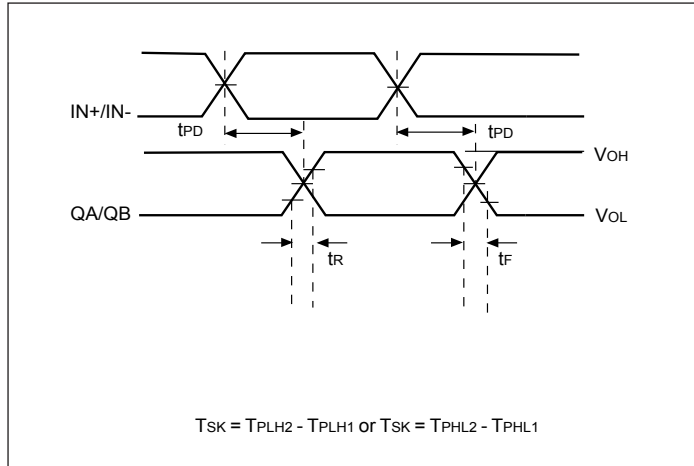 IN+/IN-
tPD
tPD
VOH
QA/QB
VOL
tR
tF
TSK = TPLH2 - TPLH1 or TSK = TPHL2 - TPHL1